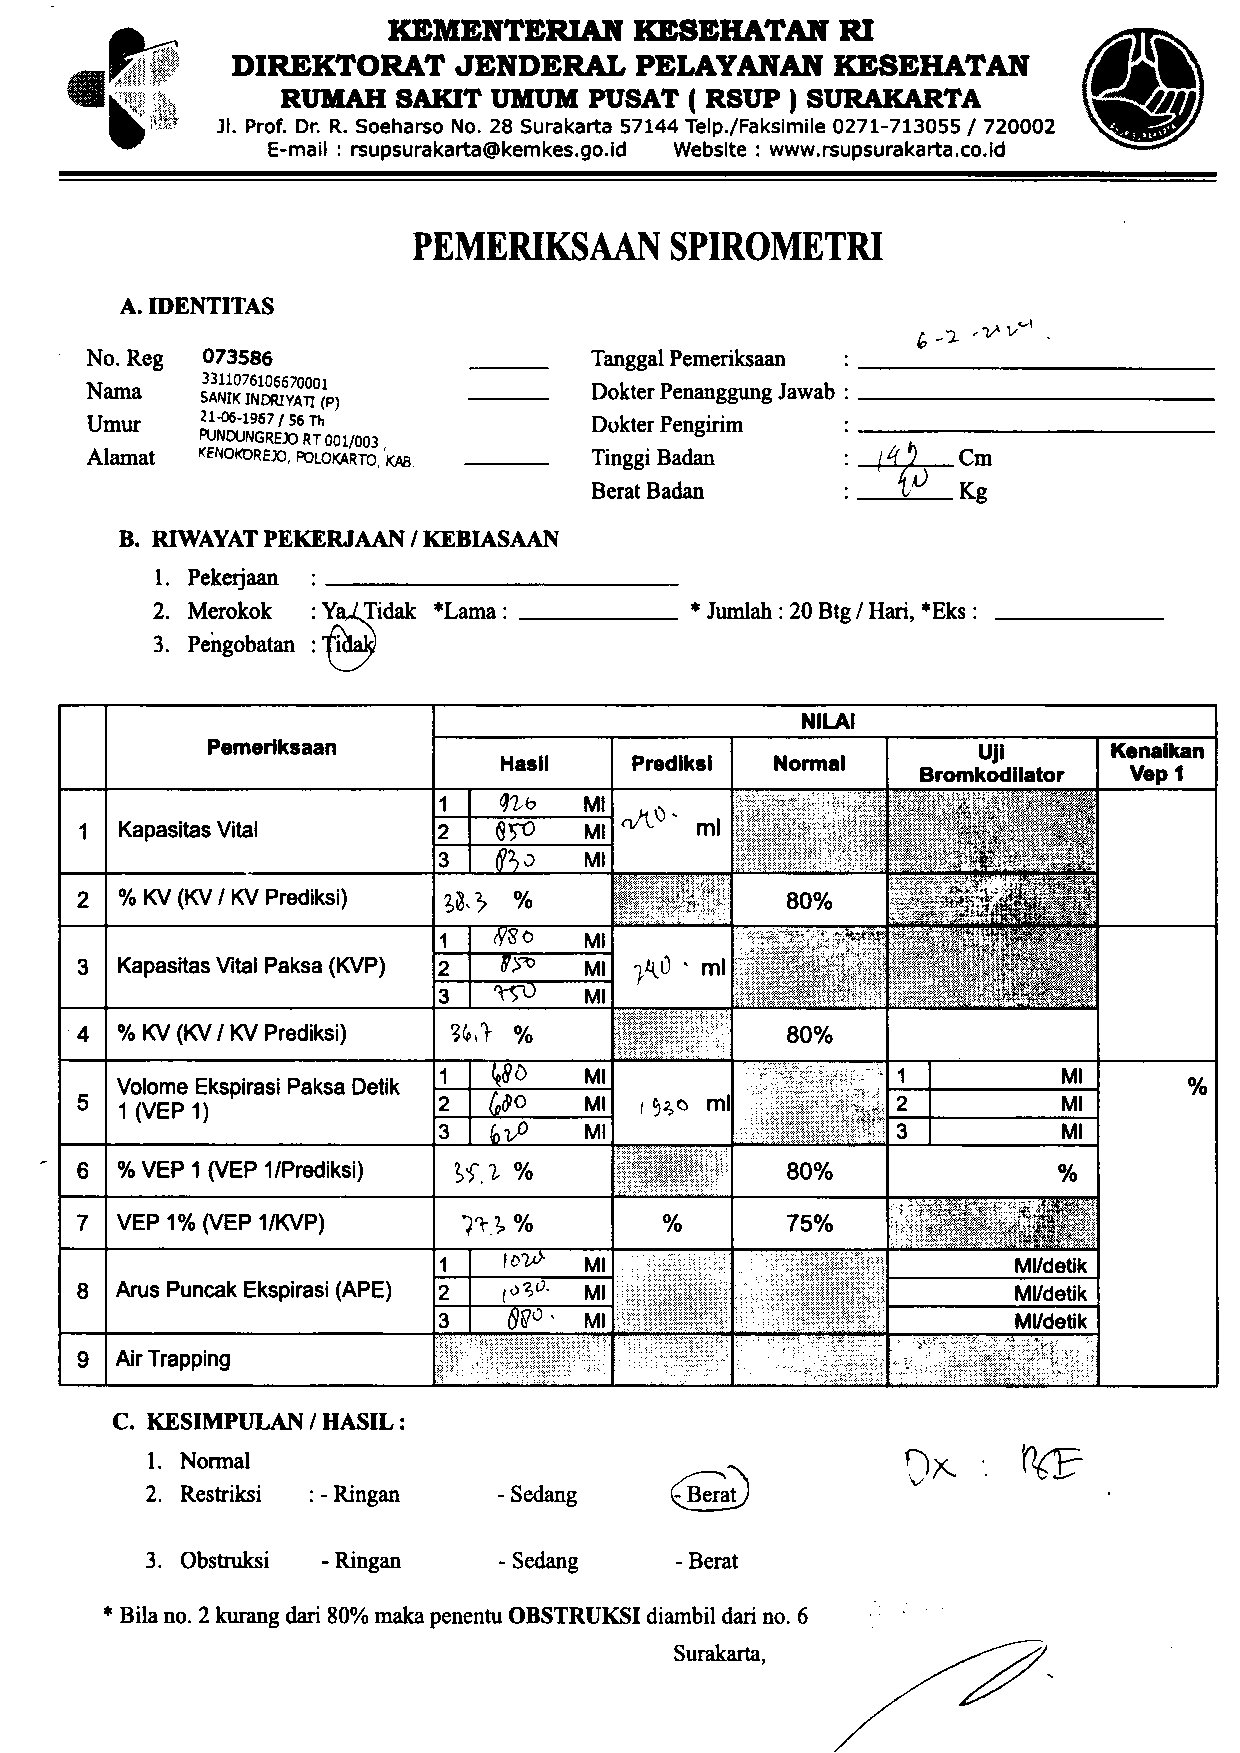 KEMENTERIAN KESEHATAN RI
DIREKTORAT JENDERAL PELAYANAN KESEHATAN
RUMAH SAKIT UMUM PUSAT ( RSUP ) SURAKARTA
Jl. Prof. Dr. R. Soeharso No. 28 Surakarta 57144 Telp./Faksimile 0271-713055 / 720002
E-mail : rsupsurakarta@kemkes.go.id Website : www.rsupsurakarta.co.id
PEMERIKSAAN SPIROMETRI
A. IDENTITAS
No. Reg 073586 Tanggal Pemeriksaan : 6-2-2024
3311076106670001
Nama SANIK INDRIYATI (P) Dokter Penanggung Jawab :
Umur 21-06-1967 / 56 Th Dokter Pengirim :
PUNDUNGREJO RT 001/003 ,
Alamat KENOKOREJO, POLOKARTO, KAB. Tinggi Badan : Cm
Berat Badan : Kg
B. RIWAYAT PEKERJAAN / KEBIASAAN
1. Pekerjaan :
2. Merokok : Ya / Tidak *Lama : * Jumlah : 20 Btg / Hari, *Eks :
3. Pengobatan : Tidak
Pemeriksaan NILAI
Hasil Prediksi Normal Uji Bromkodilator Kenaikan Vep 1
1 Kapasitas Vital 1 926 Ml ml
2 850 Ml
3 830 Ml
2 % KV (KV / KV Prediksi) 38.3 % 80%
3 Kapasitas Vital Paksa (KVP) 1 880 Ml ml
2 850 Ml
3 750 Ml
4 % KV (KV / KV Prediksi) 36,7 % 80%
5 Volome Ekspirasi Paksa Detik 1 (VEP 1) 1 680 Ml 1930 ml 1 Ml %
2 680 Ml 2 Ml
3 620 Ml 3 Ml
6 % VEP 1 (VEP 1/Prediksi) 35.2 % 80% %
7 VEP 1% (VEP 1/KVP) 77.3 % % 75%
8 Arus Puncak Ekspirasi (APE) 1 1020 Ml Ml/detik
2 1030. Ml Ml/detik
3 880. Ml Ml/detik
9 Air Trapping
C. KESIMPULAN / HASIL :
1. Normal
Dx :
2. Restriksi : - Ringan - Sedang - Berat
3. Obstruksi - Ringan - Sedang - Berat
* Bila no. 2 kurang dari 80% maka penentu OBSTRUKSI diambil dari no. 6
Surakarta,